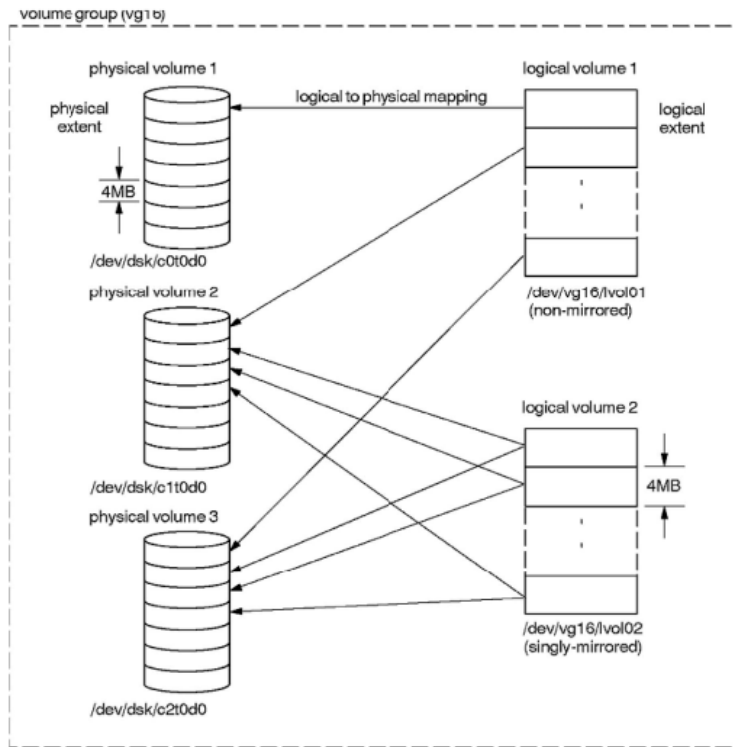 volume group (vg16)
physical volume 1
logical volume 1
physical
extent
logical to physical mapping
logical
extent
4MB
/dev/dsk/c0t0d0
physical volume 2
/dev/vg16/lvol01
(non-mirrored)
logical volume 2
4MB
/dev/dsk/c1t0d0
physical volume 3
/dev/vg16/lvol02
(singly-mirrored)
/dev/dsk/c2t0d0